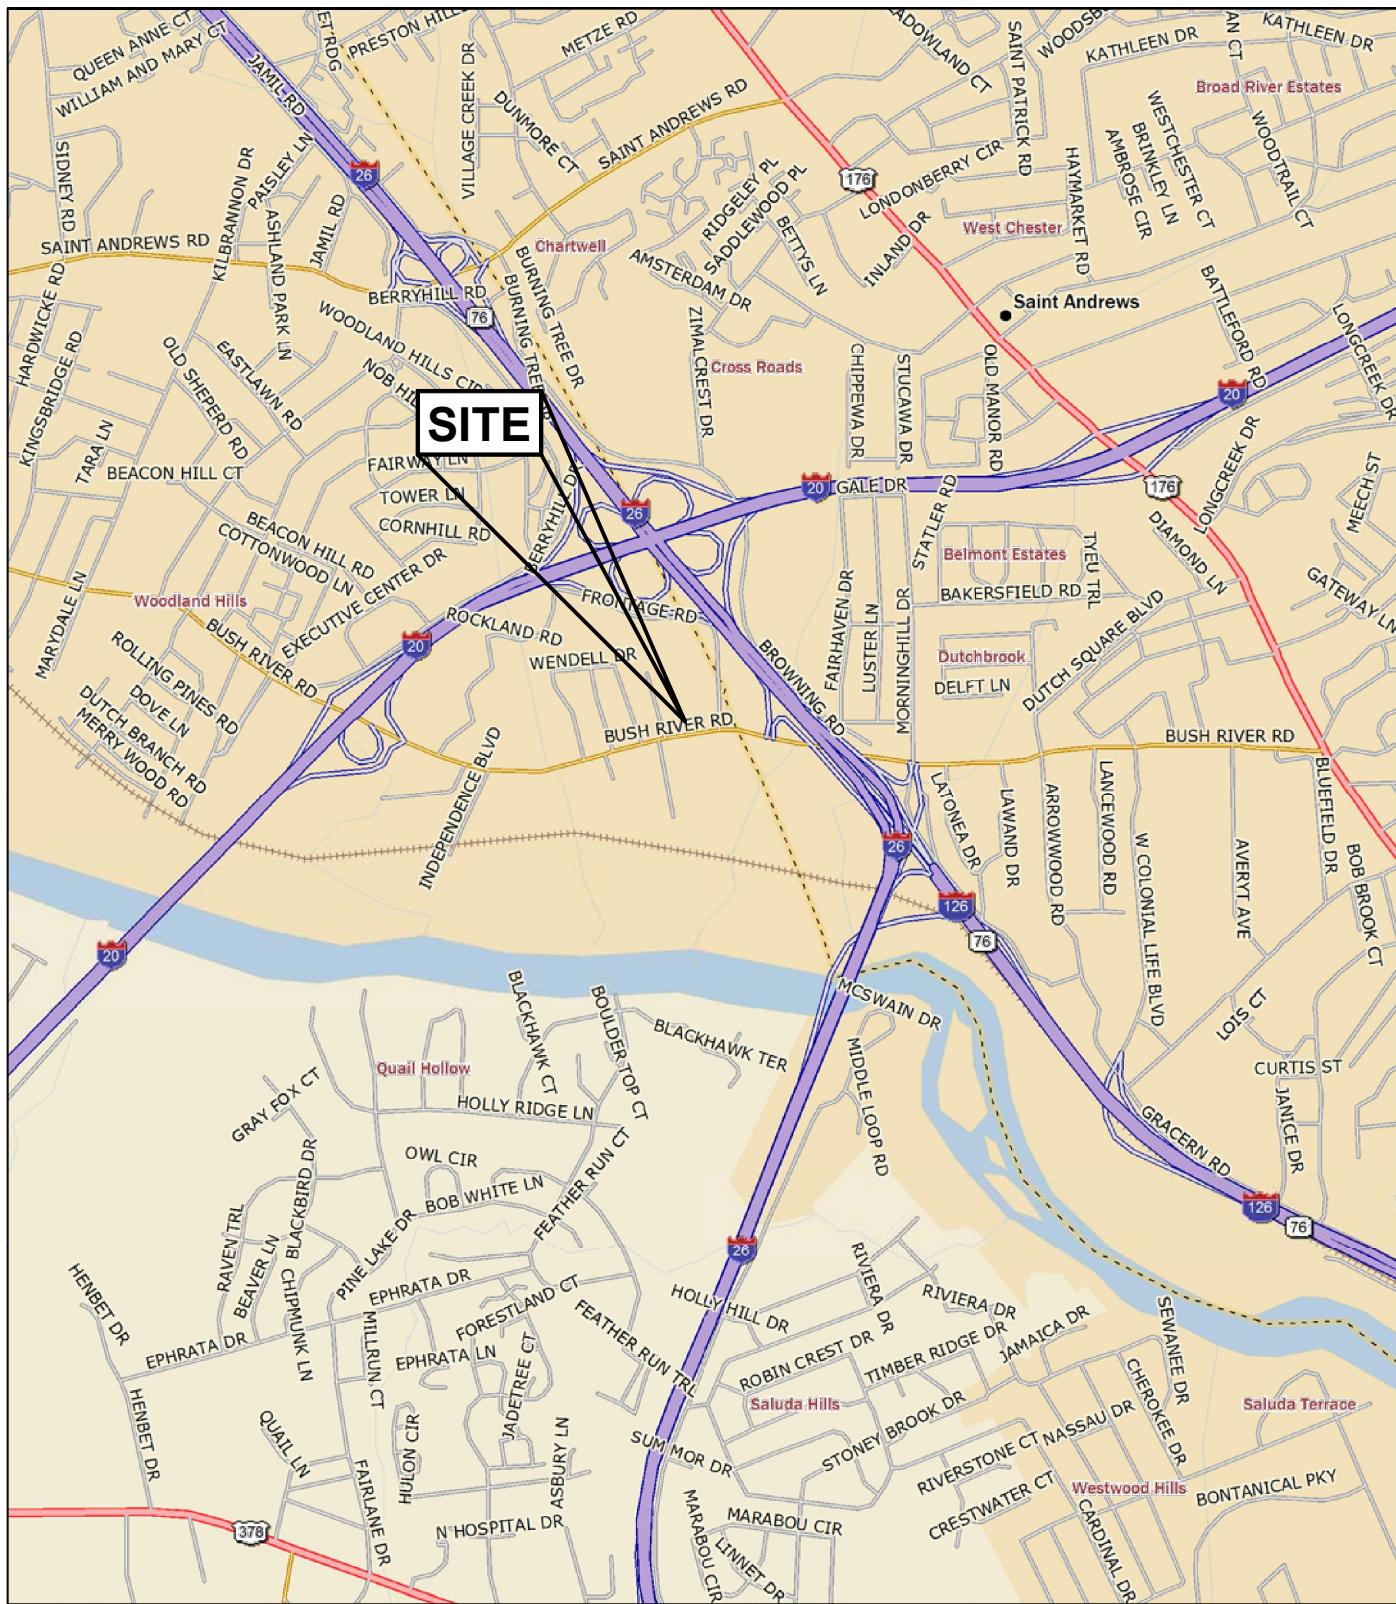 QUEEN ANNE CT
WILLIAM AND MARY CT
JAMIL RD
PRESTON HILLS
METZE RD
VILLAGE CREEK DR
DUNMORE CT
SAINT ANDREWS RD
SAINT PATRICK RD
KATHLEEN DR
KATHLEEN DR
Broad River Estates
WESTCHESTER CT
BRINKLEY LN
AMBROSE CIR
WOODTRAIL CT
HAYMARKET RD
SIDNEY RD
PAISLEY LN
KILBRANNON DR
26
176
LONDONBERRY CIR
RIDGELEY PL
SADDLEWOOD PL
BETTYS LN
INLAND DR
West Chester
SAINT ANDREWS RD
ASHLAND PARK LN
JAMIL RD
Chartwell
AMSTERDAM DR
BERRYHILL RD
76
BURNING TREE DR
Saint Andrews
BATTLEFORD RD
LONGCREEK DR
HARDWICKE RD
KINGSBRIDGE RD
WOODLAND HILLS CIR
OLD SHEPERD RD
EASTLAWN RD
ZIMALCREST DR
Cross Roads
CHIPPEWA DR
STUCAWA DR
OLD MANOR RD
20
SITE
TARA LN
BEACON HILL CT
FAIRWAY LN
TOWER LN
CORNHILL RD
BERRYHILL DR
26
20
GALE DR
176
LONGCREEK DR
MEECH ST
BEACON HILL RD
COTTONWOOD LN
EXECUTIVE CENTER DR
STATLER RD
Belmont Estates
TYEU TRL
DIAMOND LN
GATEWAY LN
MARYDALE LN
Woodland Hills
BUSH RIVER RD
20
ROCKLAND RD
FRONTAGE RD
WENDELL DR
BROWNING RD
FAIRHAVEN DR
LUSTER LN
MORNINGHILL DR
BAKERSFIELD RD
Dutchbrook
DELFT LN
DUTCH SQUARE BLVD
ROLLING PINES RD
DOVE LN
DUTCH BRANCH RD
MERRY WOOD RD
BUSH RIVER RD
BUSH RIVER RD
INDEPENDENCE BLVD
LATONEA DR
LAWAND DR
ARROWWOOD RD
LANCEWOOD RD
W COLONIAL LIFE BLVD
AVERYT AVE
BLUEFIELD DR
BOB BROOK CT
26
126
76
20
BLACKHAWK CT
BOULDER TOP CT
BLACKHAWK TER
MCSWAIN DR
MIDDLE LOOP RD
LOIS CT
CURTIS ST
JANICE DR
GRACERN RD
Quail Hollow
GRAY FOX CT
HOLLY RIDGE LN
OWL CIR
BOB WHITE LN
FEATHER RUN CT
BLACKBIRD DR
RAVEN TRL
BEAVER LN
CHIPMUNK LN
PINE LAKE DR
126
76
26
HENBET DR
EPHRATA DR
EPHRATA DR
MILLRUN CT
FORESTLAND CT
EPHRATA LN
FEATHER RUN TRL
HOLLY HILL DR
RIVIERA DR
RIVIERA DR
ROBIN CREST DR
TIMBER RIDGE DR
JAMAICA DR
SEWANEE DR
CHEROKEE DR
Saluda Hills
Saluda Terrace
HENBET DR
QUAIL LN
HULON CIR
JADETREE CT
ASBURY LN
SUMMOR DR
STONEY BROOK DR
NASSAU DR
RIVERSTONE CT
CRESTWATER CT
Westwood Hills
BONTANICAL PKY
378
FAIRLANE DR
N HOSPITAL DR
MARABOU CIR
MARABOU CIR
LINNET DR
CARDINAL DR